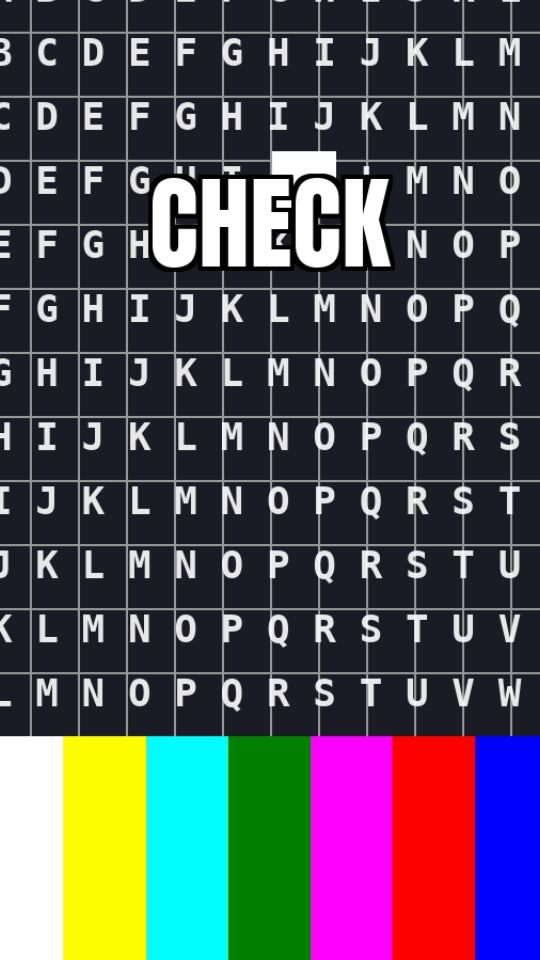 B C D E F G H I J K L M
C D E F G H I J K L M N
D E F G M N O
CHECK
E F G H N O P
F G H I J K L M N O P Q
G H I J K L M N O P Q R
H I J K L M N O P Q R S
I J K L M N O P Q R S T
J K L M N O P Q R S T U
K L M N O P Q R S T U V
L M N O P Q R S T U V W